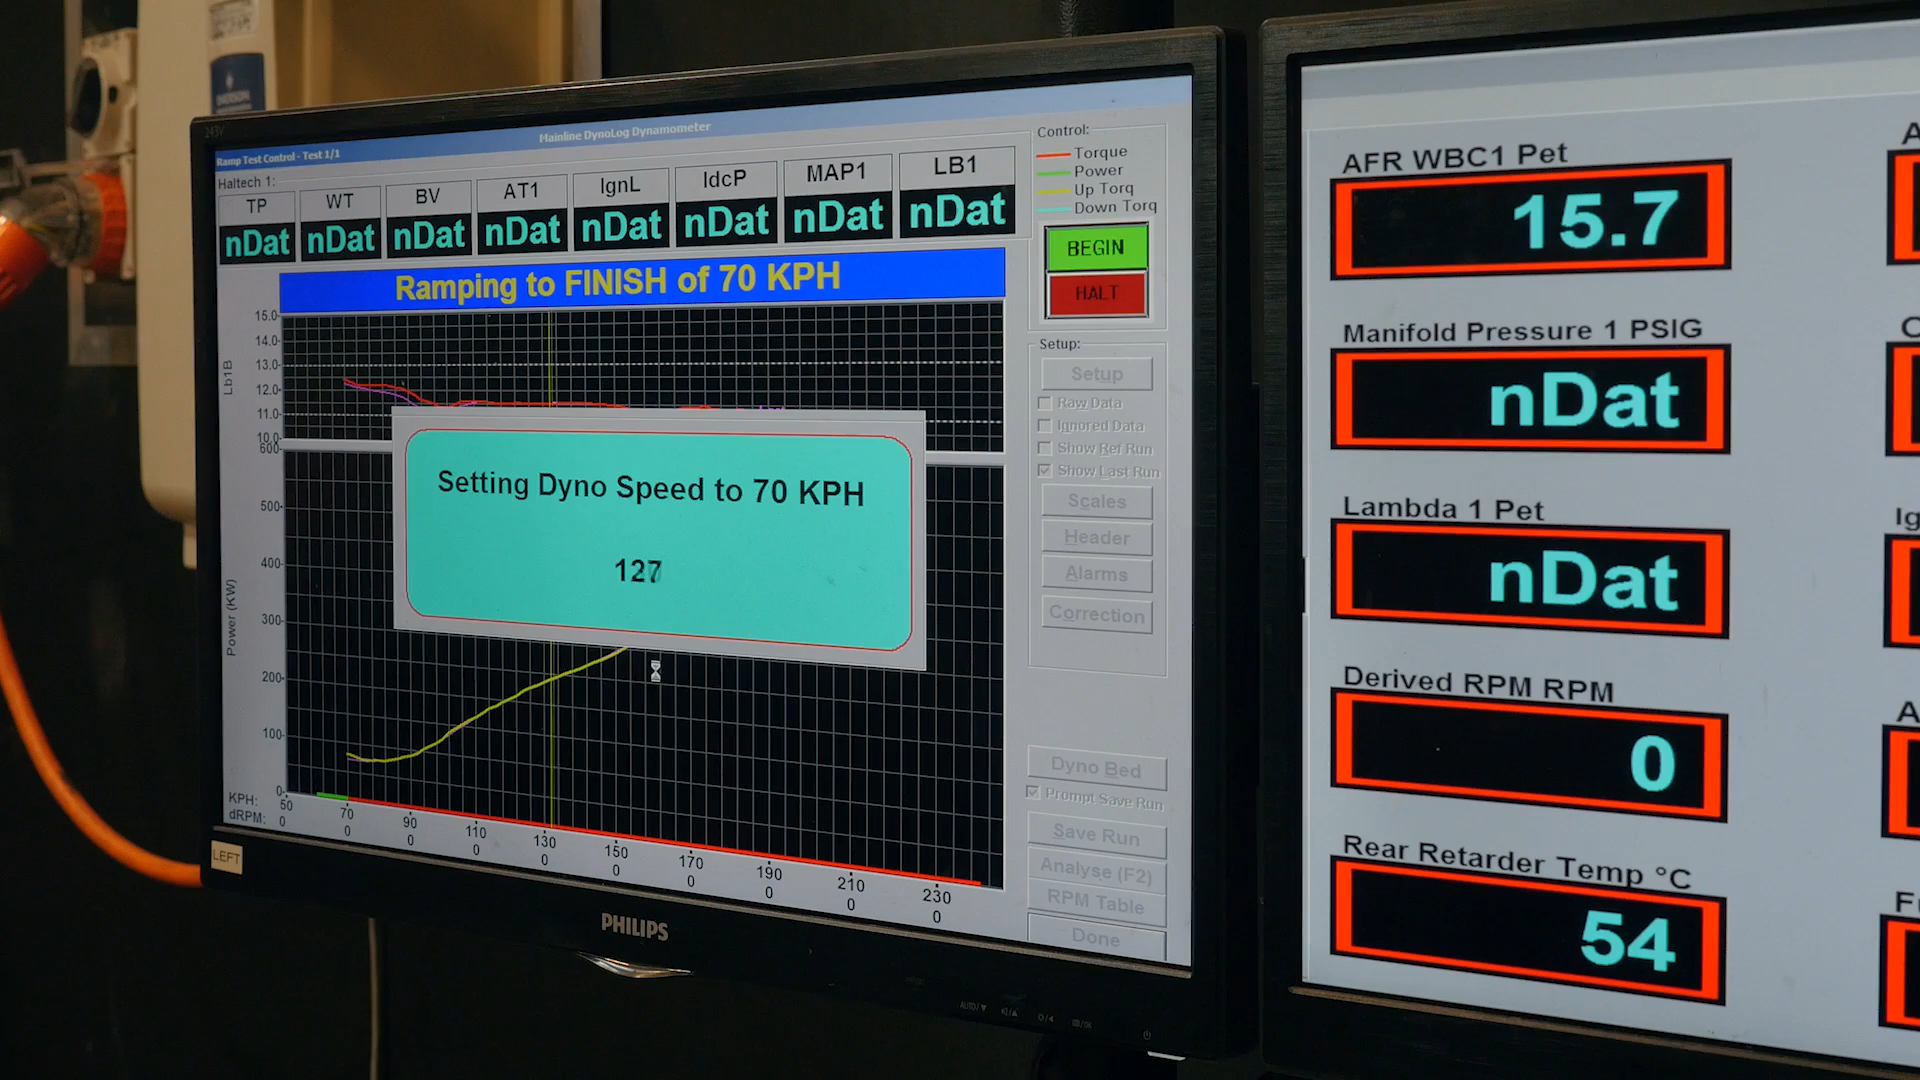 243V
EMERSON
Mainline DynoLog Dynamometer
Ramp Test Control - Test 1/1
Haltech 1:
TP WT BV AT1 IgnL IdcP MAP1 LB1
nDat nDat nDat nDat nDat nDat nDat nDat
Ramping to FINISH of 70 KPH
Lb1B
15.0
14.0
13.0
12.0
11.0
10.0
Setting Dyno Speed to 70 KPH
127
Power (KW)
600
500
400
300
200
100
0
KPH: 50 70 90 110 130 150 170 190 210 230
dRPM: 0 0 0 0 0 0 0 0 0 0
Control:
Torque
Power
Up Torq
Down Torq
BEGIN
HALT
Setup:
Setup
Raw Data
Ignored Data
Show Ref Run
Show Last Run
Scales
Header
Alarms
Correction
Dyno Bed
Prompt Save Run
Save Run
Analyse (F2)
RPM Table
Done
LEFT
PHILIPS
AUTO/
AFR WBC1 Pet
15.7
Manifold Pressure 1 PSIG
nDat
Lambda 1 Pet
nDat
Derived RPM RPM
0
Rear Retarder Temp °C
54
A
Ig
A
Fr